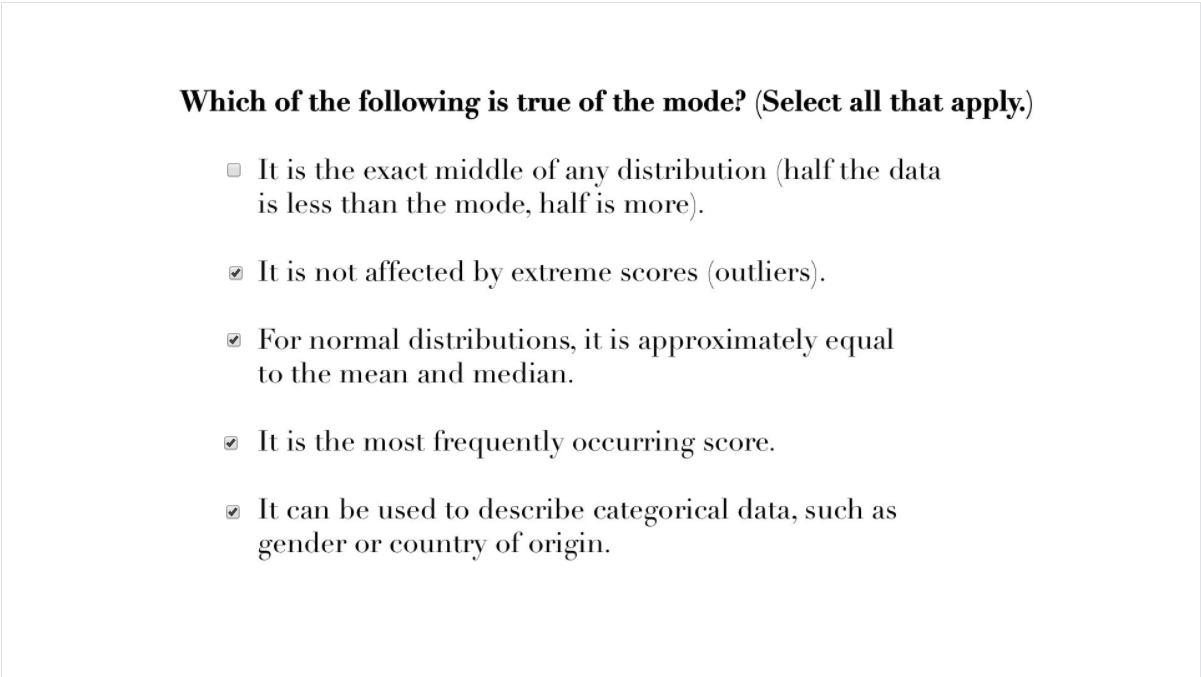 Which of the following is true of the mode? (Select all that apply.)
It is the exact middle of any distribution (half the data
is less than the mode, half is more).
It is not affected by extreme scores (outliers).
For normal distributions, it is approximately equal
to the mean and median.
It is the most frequently occurring score.
It can be used to describe categorical data, such as
gender or country of origin.